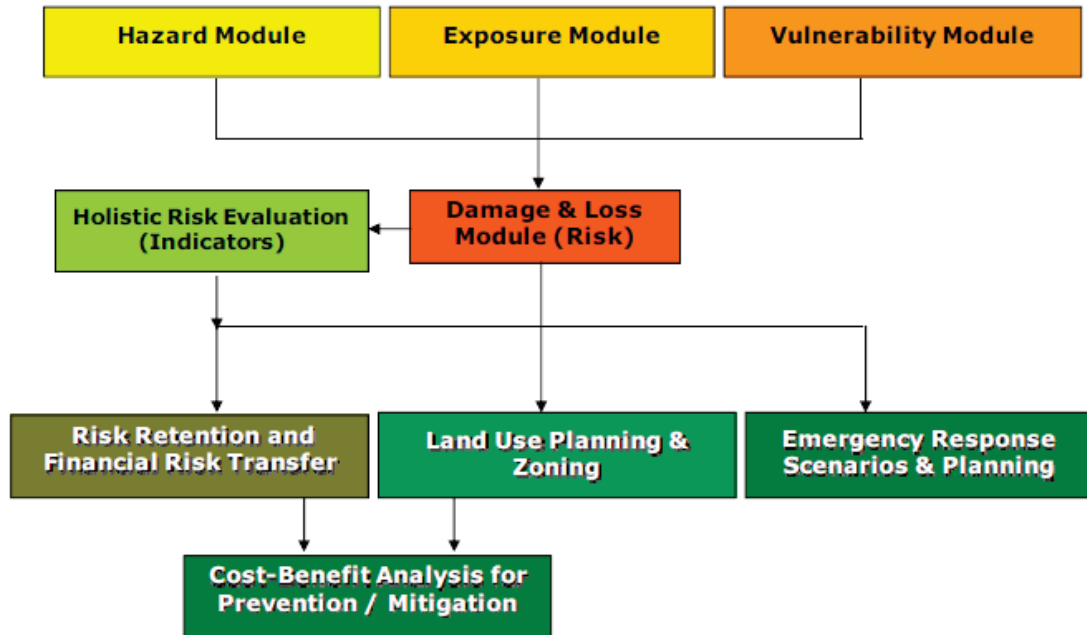 Hazard Module
Exposure Module
Vulnerability Module
Holistic Risk Evaluation
(Indicators)
Damage & Loss
Module (Risk)
Risk Retention and
Financial Risk Transfer
Land Use Planning &
Zoning
Emergency Response
Scenarios & Planning
Cost-Benefit Analysis for
Prevention / Mitigation